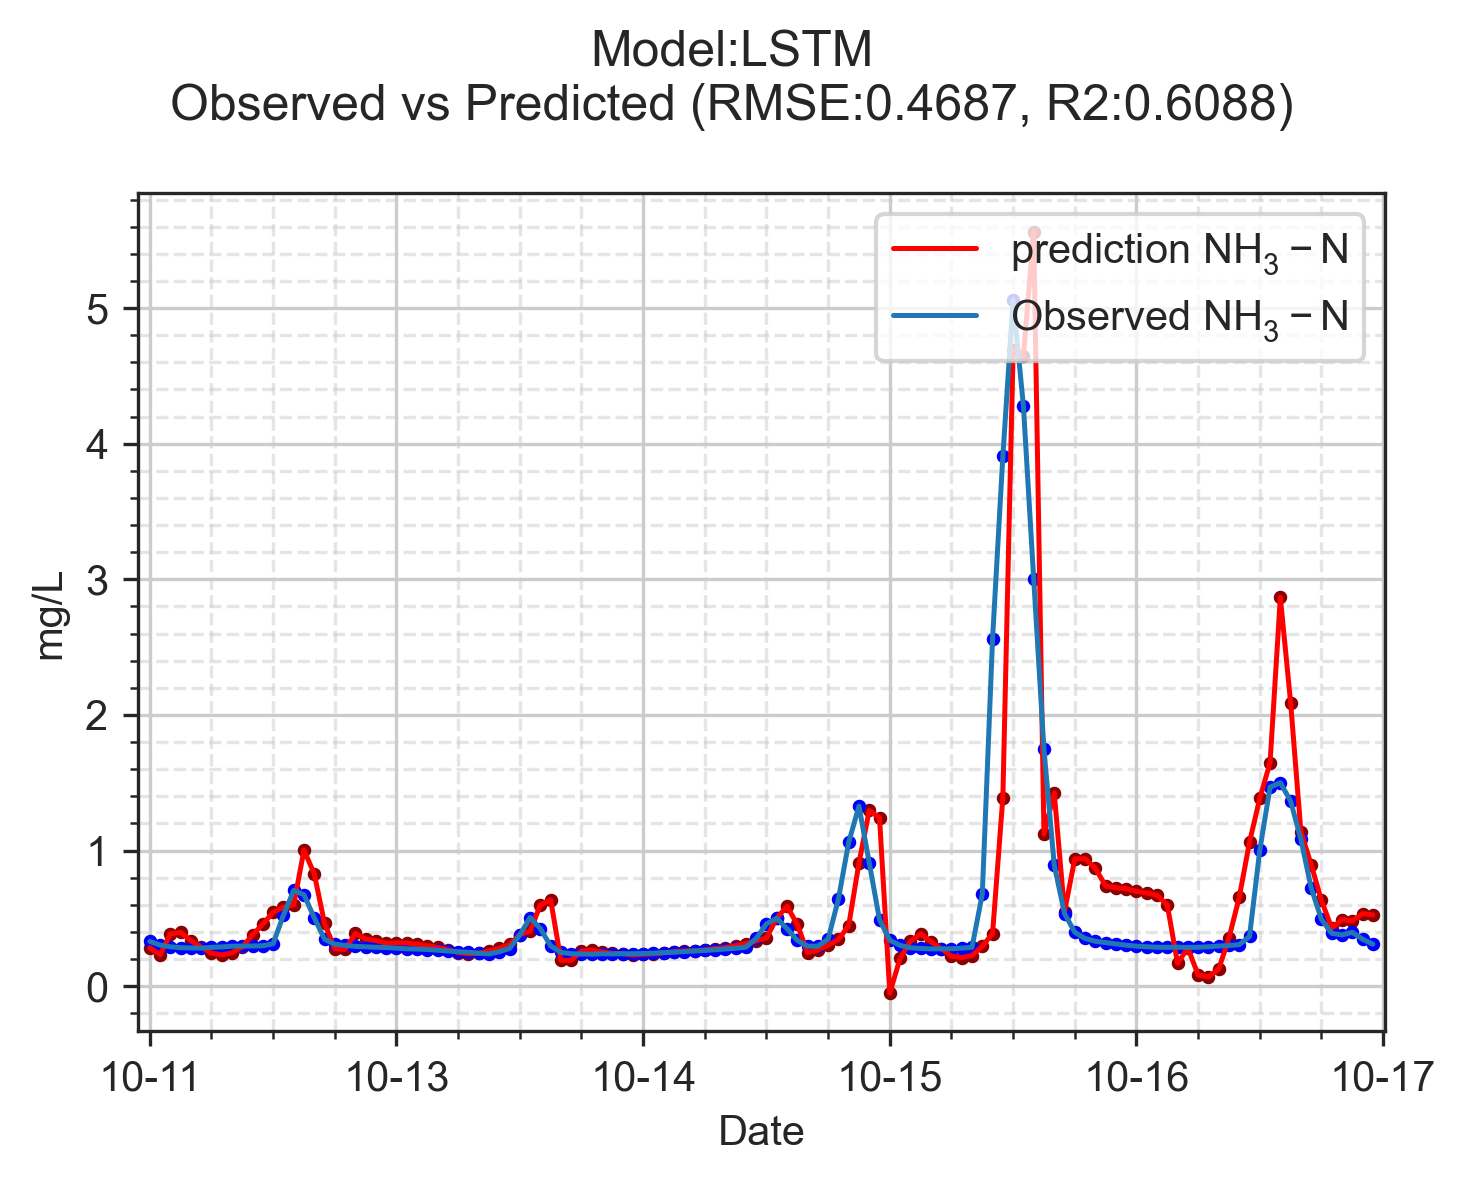 Model:LSTM
Observed vs Predicted (RMSE:0.4687, R2:0.6088)
prediction NH₃ − N
Observed NH₃ − N
5
4
3
2
1
0
mg/L
10-11 10-13 10-14 10-15 10-16 10-17
Date